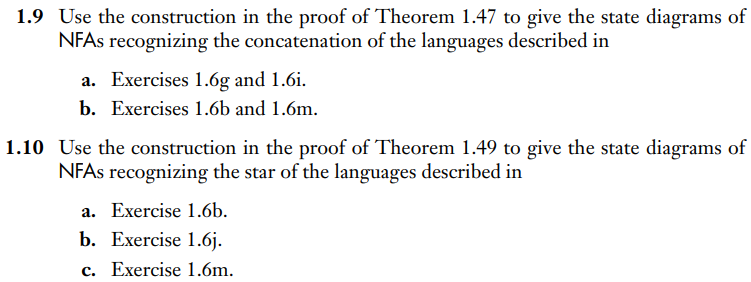 1.9 Use the construction in the proof of Theorem 1.47 to give the state diagrams of
NFAs recognizing the concatenation of the languages described in
a. Exercises 1.6g and 1.6i.
b. Exercises 1.6b and 1.6m.
1.10 Use the construction in the proof of Theorem 1.49 to give the state diagrams of
NFAs recognizing the star of the languages described in
a. Exercise 1.6b.
b. Exercise 1.6j.
c. Exercise 1.6m.